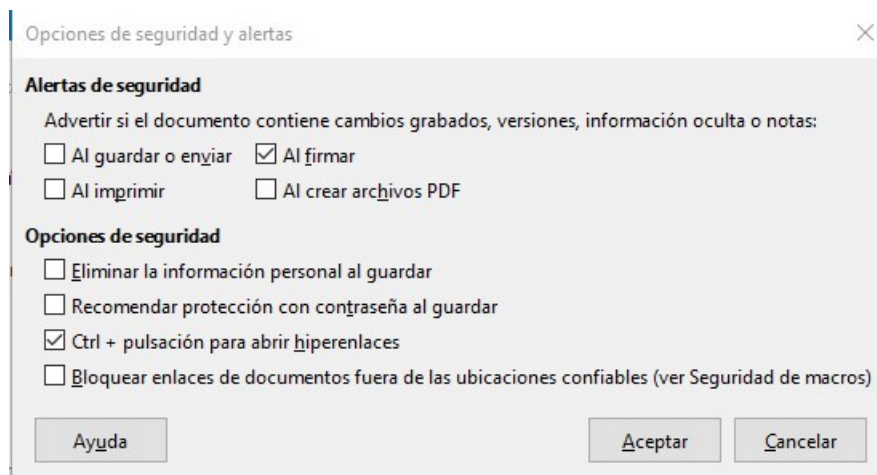 Opciones de seguridad y alertas
Alertas de seguridad
Advertir si el documento contiene cambios grabados, versiones, información oculta o notas:
Al guardar o enviar Al firmar
Al imprimir Al crear archivos PDF
Opciones de seguridad
Eliminar la información personal al guardar
Recomendar protección con contraseña al guardar
Ctrl + pulsación para abrir hiperenlaces
Bloquear enlaces de documentos fuera de las ubicaciones confiables (ver Seguridad de macros)
Ayuda Aceptar Cancelar